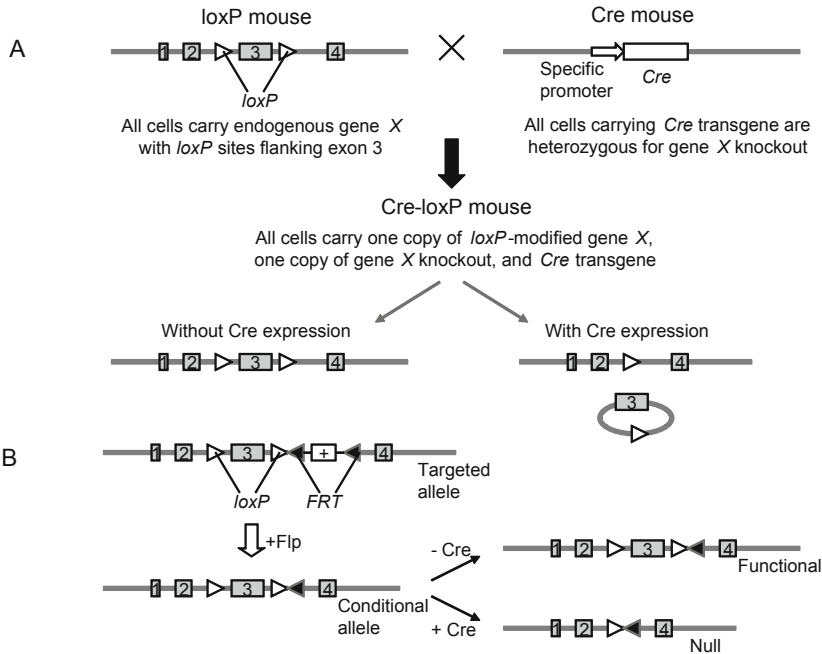 A
loxP mouse
1 2 3 4
loxP
All cells carry endogenous gene X
with loxP sites flanking exon 3
Cre mouse
Specific
promoter
Cre
All cells carrying Cre transgene are
heterozygous for gene X knockout
Cre-loxP mouse
All cells carry one copy of loxP-modified gene X,
one copy of gene X knockout, and Cre transgene
Without Cre expression
1 2 3 4
With Cre expression
1 2 4
3
B
1 2 3 + 4
loxP
FRT
Targeted
allele
+Flp
1 2 3 4
Conditional
allele
- Cre
1 2 3 4
Functional
+ Cre
1 2 4
Null